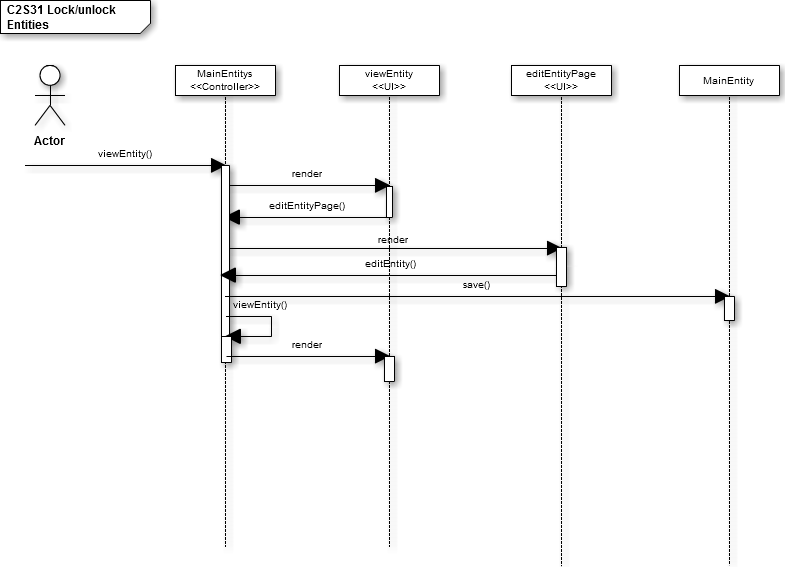 C2S31 Lock/unlock
Entities
MainEntitys
<<Controller>>
viewEntity
<<UI>>
editEntityPage
<<UI>>
MainEntity
Actor
viewEntity()
render
editEntityPage()
render
editEntity()
save()
viewEntity()
render